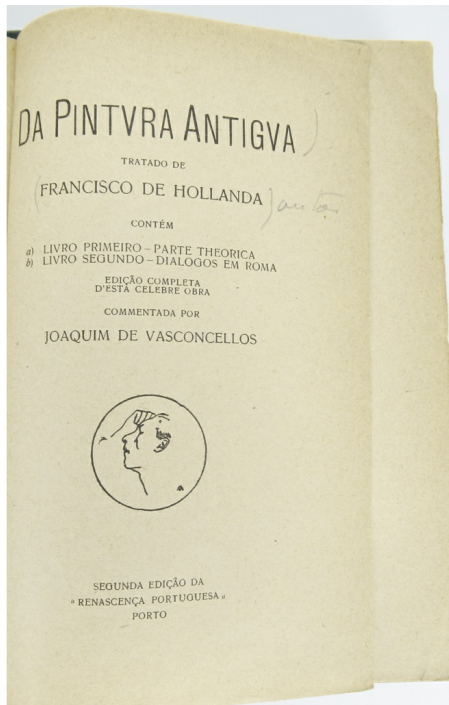 DA PINTVRA ANTIGVA
TRATADO DE
FRANCISCO DE HOLLANDA
CONTÉM
a) LIVRO PRIMEIRO – PARTE THEORICA
b) LIVRO SEGUNDO – DIALOGOS EM ROMA
EDIÇÃO COMPLETA
D'ESTA CELEBRE OBRA
COMMENTADA POR
JOAQUIM DE VASCONCELLOS
SEGUNDA EDIÇÃO DA
"RENASCENÇA PORTUGUESA"
PORTO